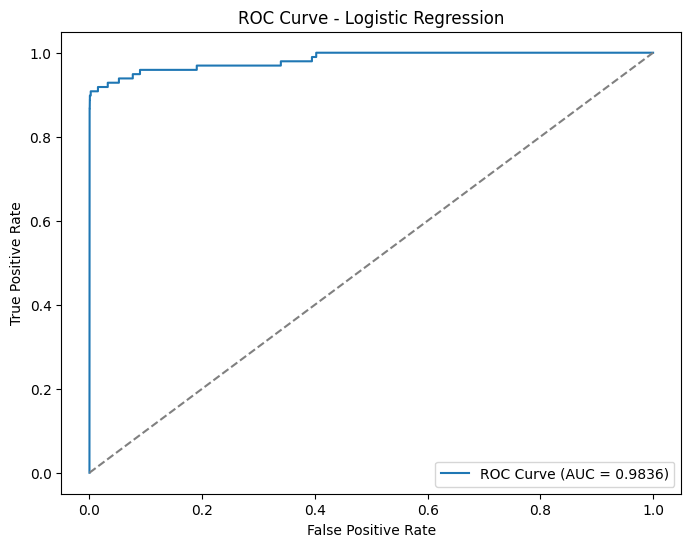 ROC Curve - Logistic Regression
1.0
0.8
0.6
0.4
0.2
0.0
True Positive Rate
ROC Curve (AUC = 0.9836)
0.0 0.2 0.4 0.6 0.8 1.0
False Positive Rate